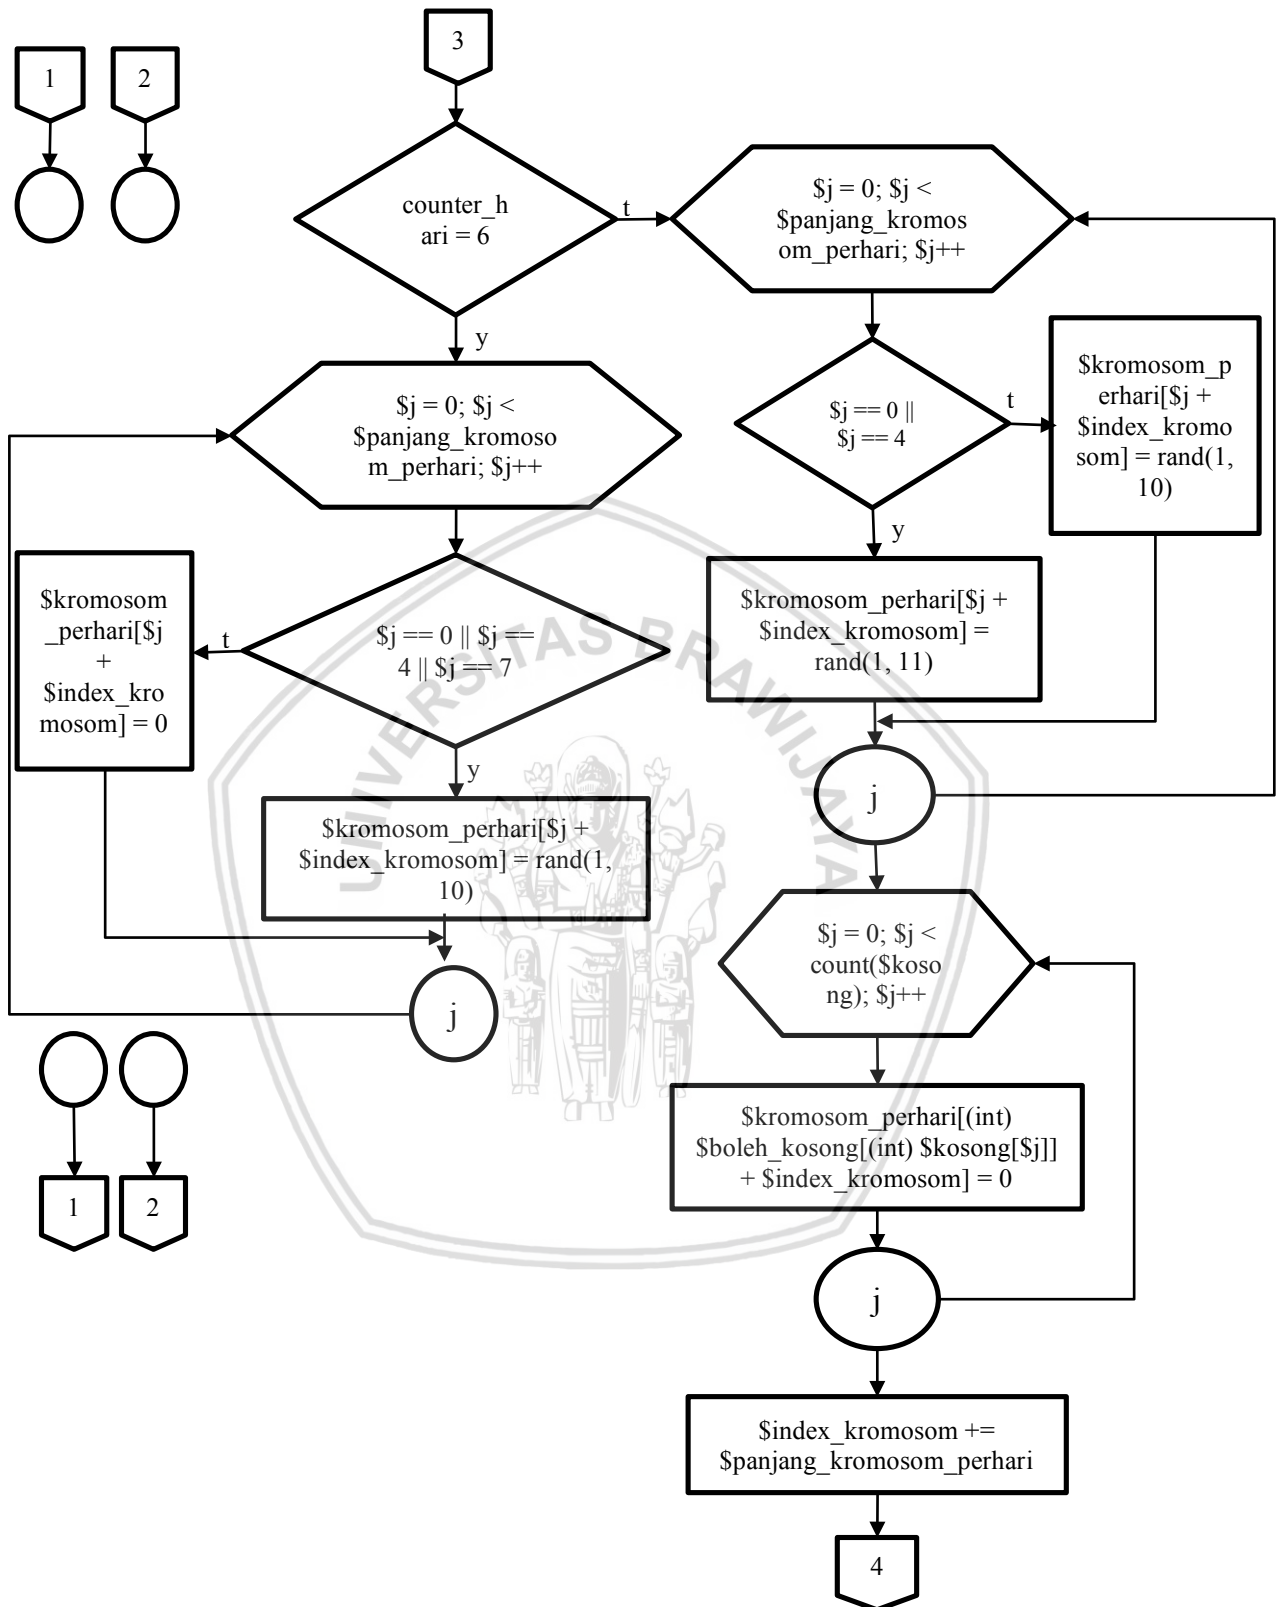 3
1
2
counter_h
ari = 6
t
y
$j = 0; $j <
$panjang_kromos
om_perhari; $j++
$j == 0 ||
$j == 4
t
y
$kromosom_p
erhari[$j +
$index_kromo
som] = rand(1,
10)
$kromosom_perhari[$j +
$index_kromosom] =
rand(1, 11)
j
$j = 0; $j <
$panjang_kromoso
m_perhari; $j++
$j == 0 || $j ==
4 || $j == 7
t
y
$kromosom
_perhari[$j
+
$index_kro
mosom] = 0
$kromosom_perhari[$j +
$index_kromosom] = rand(1,
10)
j
$j = 0; $j <
count($koso
ng); $j++
$kromosom_perhari[(int)
$boleh_kosong[(int) $kosong[$j]]
+ $index_kromosom] = 0
j
1
2
$index_kromosom +=
$panjang_kromosom_perhari
4
UNIVERSITAS BRAWIJAYA